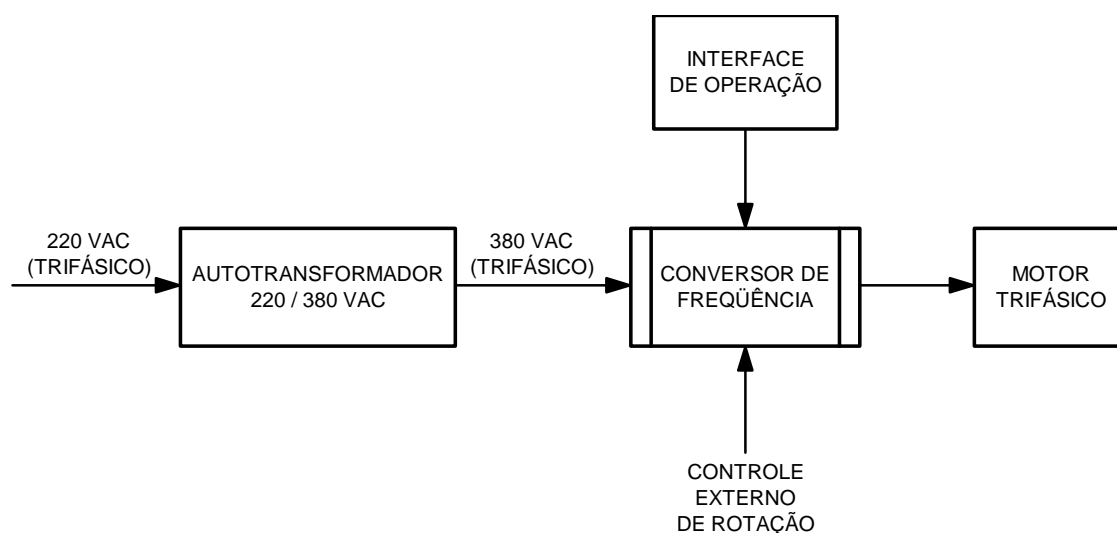 INTERFACE
DE OPERAÇÃO
220 VAC
(TRIFÁSICO)
AUTOTRANSFORMADOR
220 / 380 VAC
380 VAC
(TRIFÁSICO)
CONVERSOR DE
FREQÜÊNCIA
MOTOR
TRIFÁSICO
CONTROLE
EXTERNO
DE ROTAÇÃO